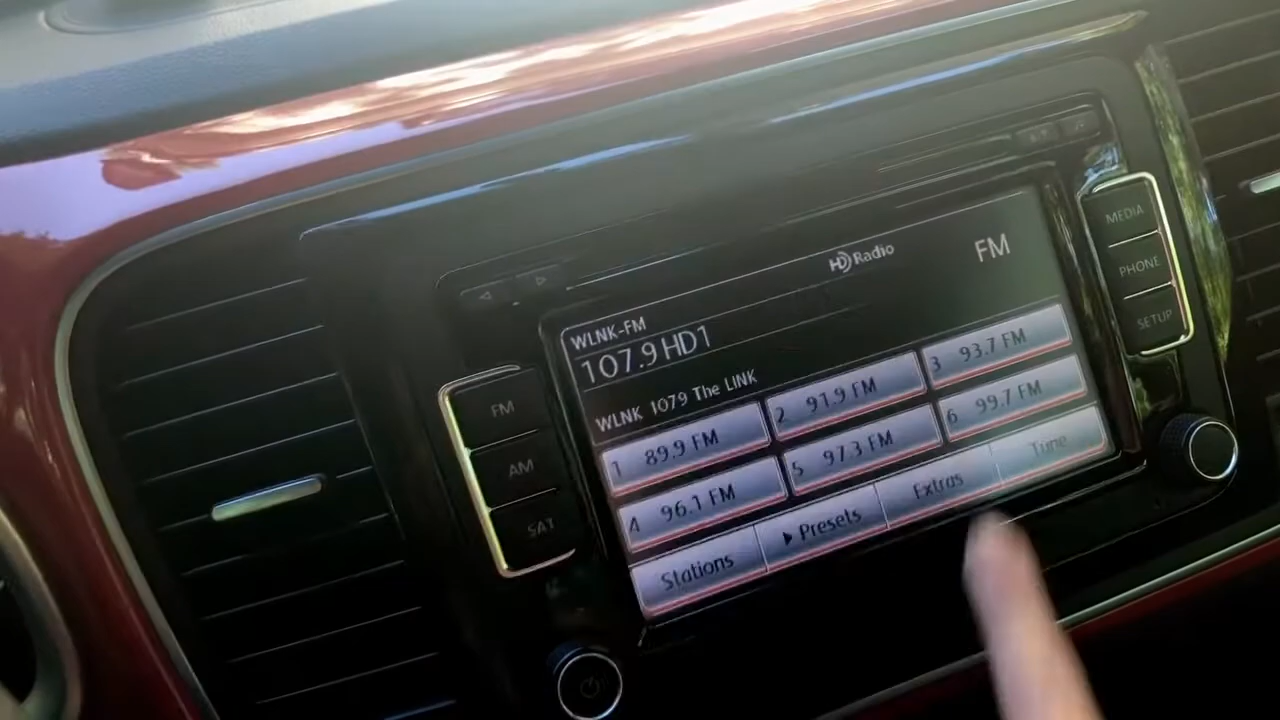 HD Radio
FM
WLNK-FM
107.9 HD1
WLNK 1079 The LINK
1 89.9 FM
2 91.9 FM
3 93.7 FM
4 96.1 FM
5 97.3 FM
6 99.7 FM
Stations
Presets
Extras
Tune
FM
AM
SAT
MEDIA
PHONE
SETUP